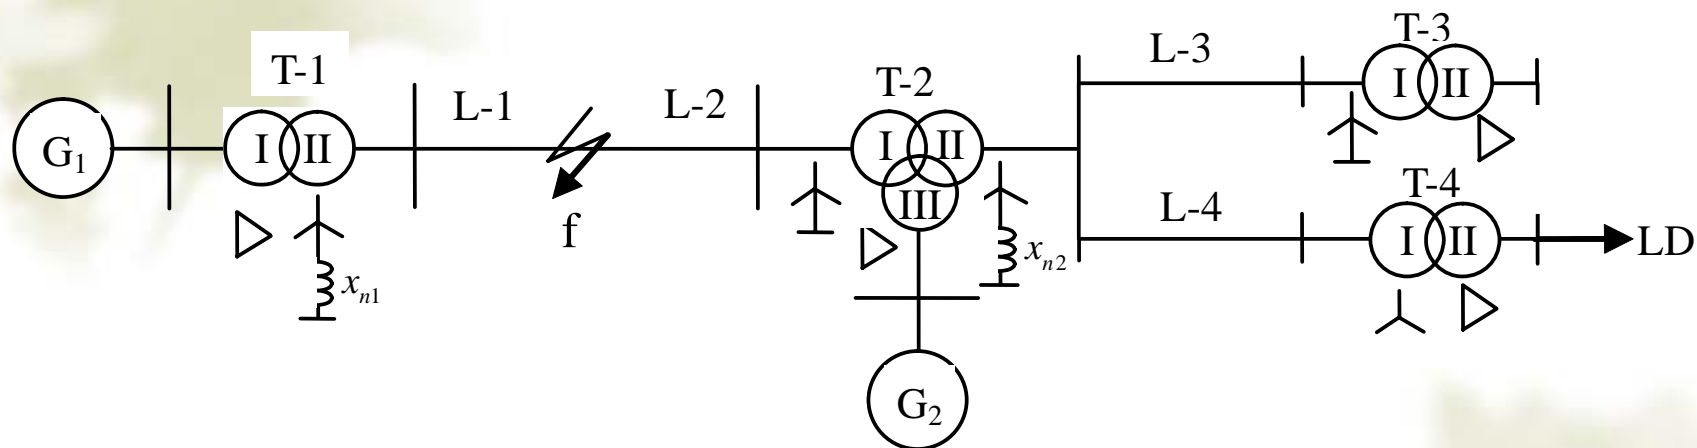 T-1
G₁
I
II
L-1
f
L-2
T-2
I
II
III
L-3
T-3
I
II
L-4
T-4
I
II
LD
xₙ₁
xₙ₂
G₂